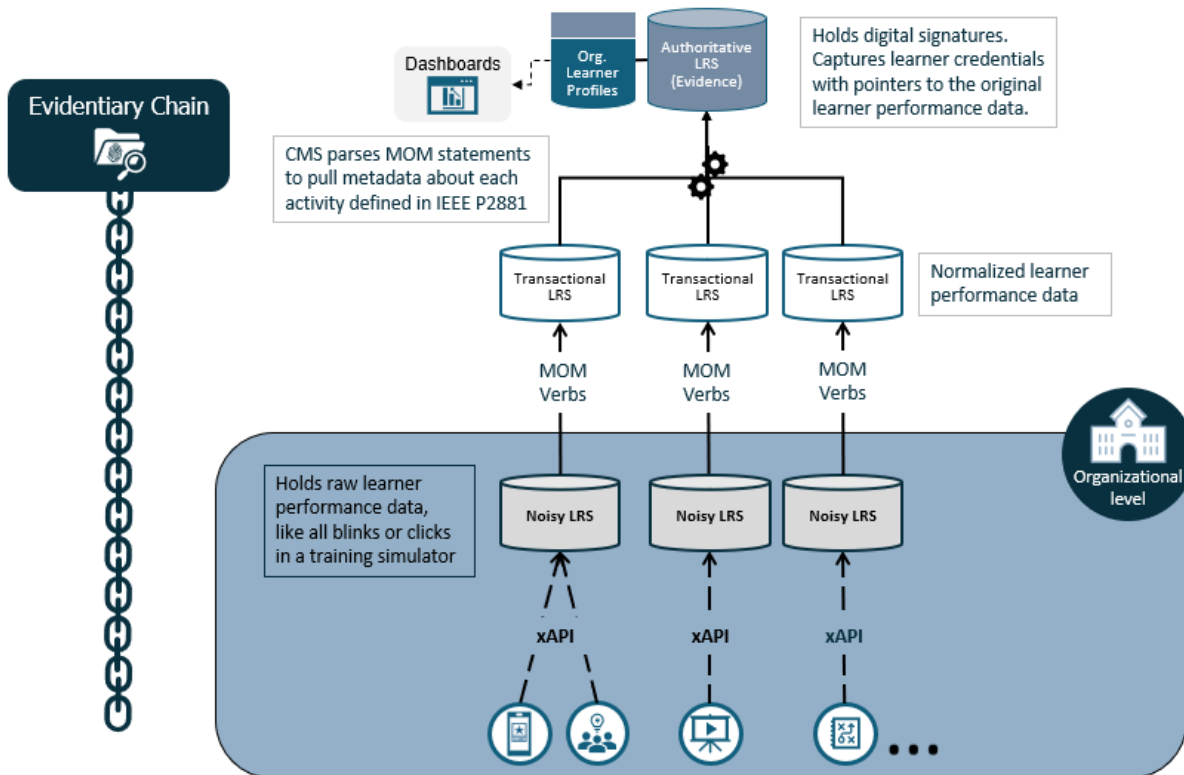 Evidentiary Chain
Dashboards
Org.
Learner
Profiles
Authoritative
LRS
(Evidence)
Holds digital signatures.
Captures learner credentials
with pointers to the original
learner performance data.
CMS parses MOM statements
to pull metadata about each
activity defined in IEEE P2881
Transactional
LRS
Transactional
LRS
Transactional
LRS
Normalized learner
performance data
MOM
Verbs
MOM
Verbs
MOM
Verbs
Organizational
level
Holds raw learner
performance data,
like all blinks or clicks
in a training simulator
Noisy LRS
Noisy LRS
Noisy LRS
xAPI
xAPI
xAPI